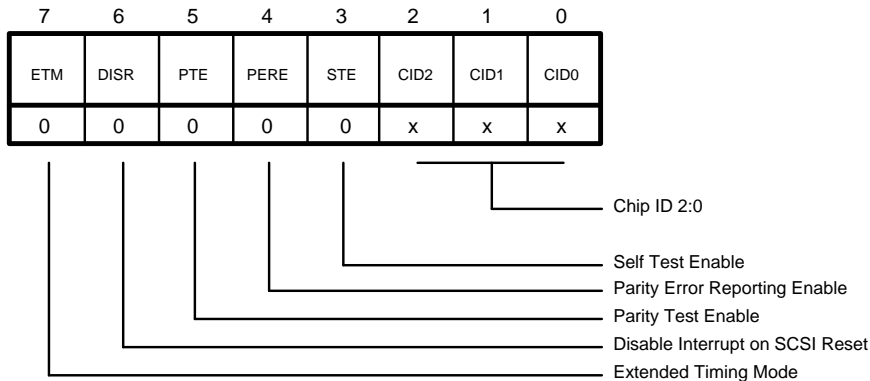 7 6 5 4 3 2 1 0
ETM DISR PTE PERE STE CID2 CID1 CID0
0 0 0 0 0 x x x
Chip ID 2:0
Self Test Enable
Parity Error Reporting Enable
Parity Test Enable
Disable Interrupt on SCSI Reset
Extended Timing Mode